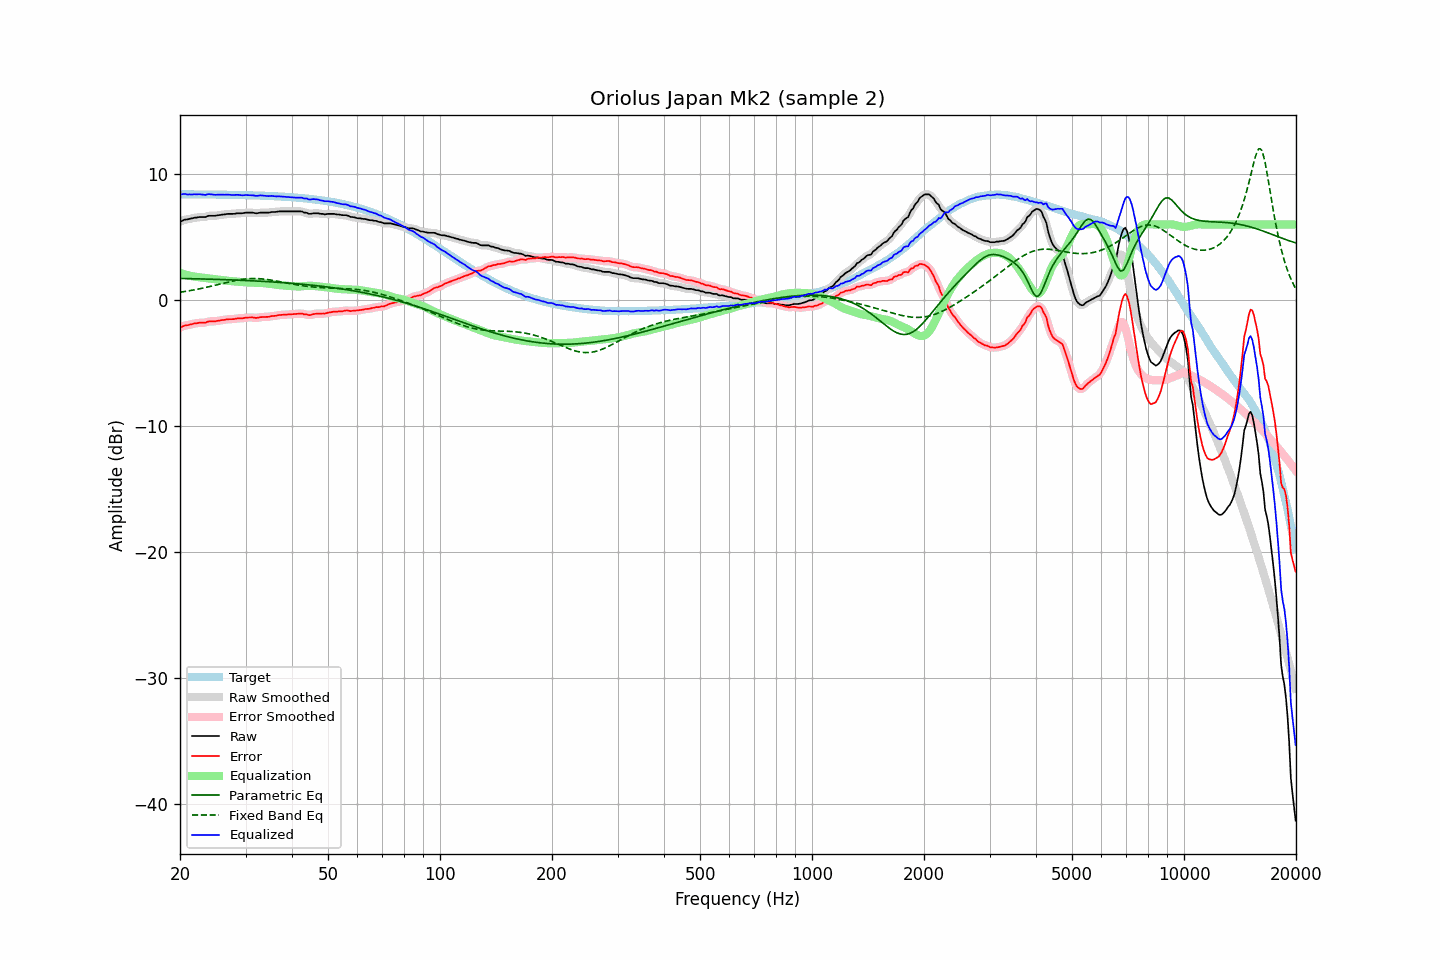 Oriolus Japan Mk2 (sample 2)
10
0
−10
−20
−30
−40
Amplitude (dBr)
Target
Raw Smoothed
Error Smoothed
Raw
Error
Equalization
Parametric Eq
Fixed Band Eq
Equalized
20 50 100 200 500 1000 2000 5000 10000 20000
Frequency (Hz)